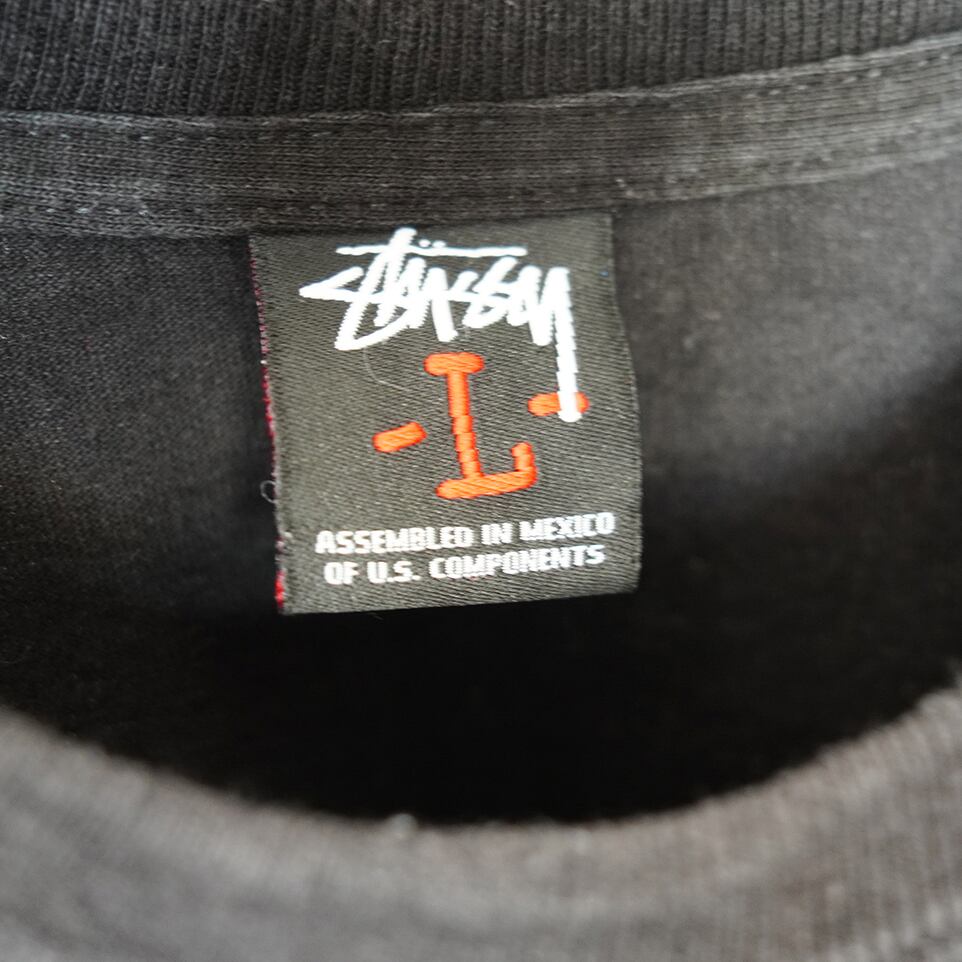 Stüssy
-L-
ASSEMBLED IN MEXICO
OF U.S. COMPONENTS